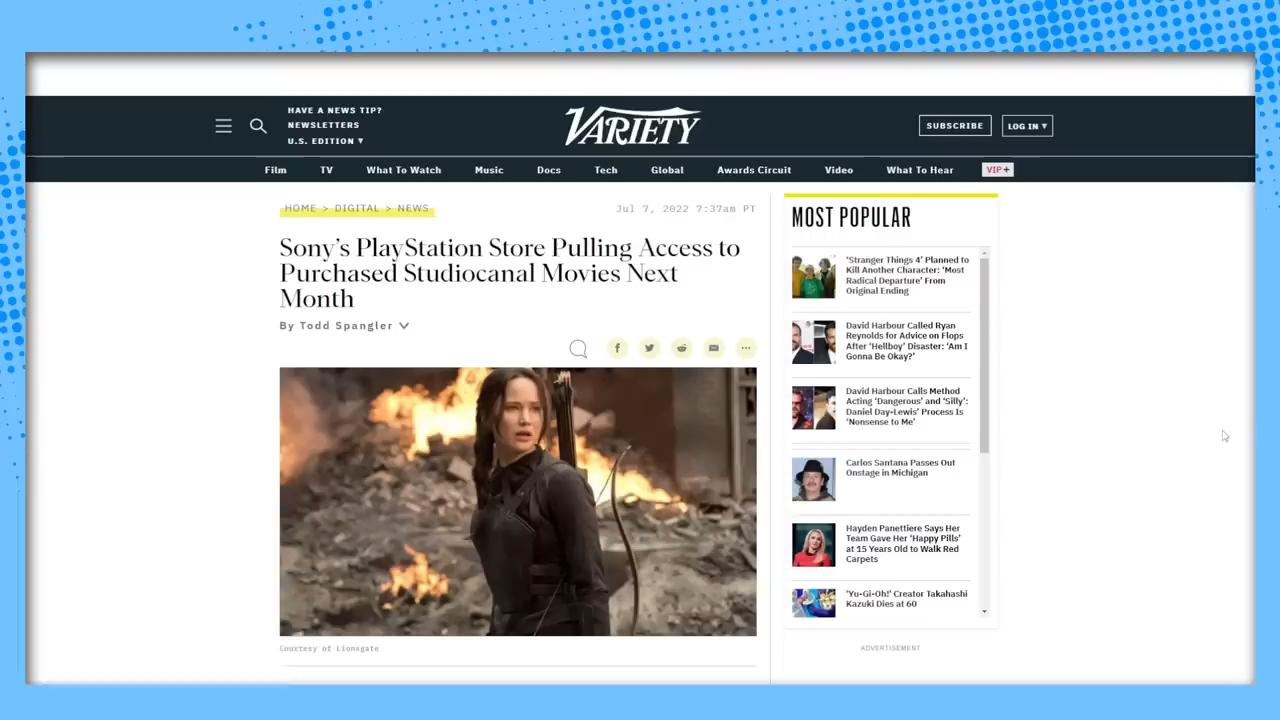 HAVE A NEWS TIP?
NEWSLETTERS
U.S. EDITION ▾
VARIETY
SUBSCRIBE
LOG IN ▾
Film TV What To Watch Music Docs Tech Global Awards Circuit Video What To Hear VIP+
HOME > DIGITAL > NEWS
Jul 7, 2022 7:37am PT
Sony's PlayStation Store Pulling Access to
Purchased Studiocanal Movies Next
Month
By Todd Spangler
Courtesy of Lionsgate
MOST POPULAR
'Stranger Things 4' Planned to
Kill Another Character: 'Most
Radical Departure' From
Original Ending
David Harbour Called Ryan
Reynolds for Advice on Flops
After 'Hellboy' Disaster: 'Am I
Gonna Be Okay?'
David Harbour Calls Method
Acting 'Dangerous' and 'Silly':
Daniel Day-Lewis' Process Is
'Nonsense to Me'
Carlos Santana Passes Out
Onstage in Michigan
Hayden Panettiere Says Her
Team Gave Her 'Happy Pills'
at 15 Years Old to Walk Red
Carpets
'Yu-Gi-Oh!' Creator Takahashi
Kazuki Dies at 60
ADVERTISEMENT